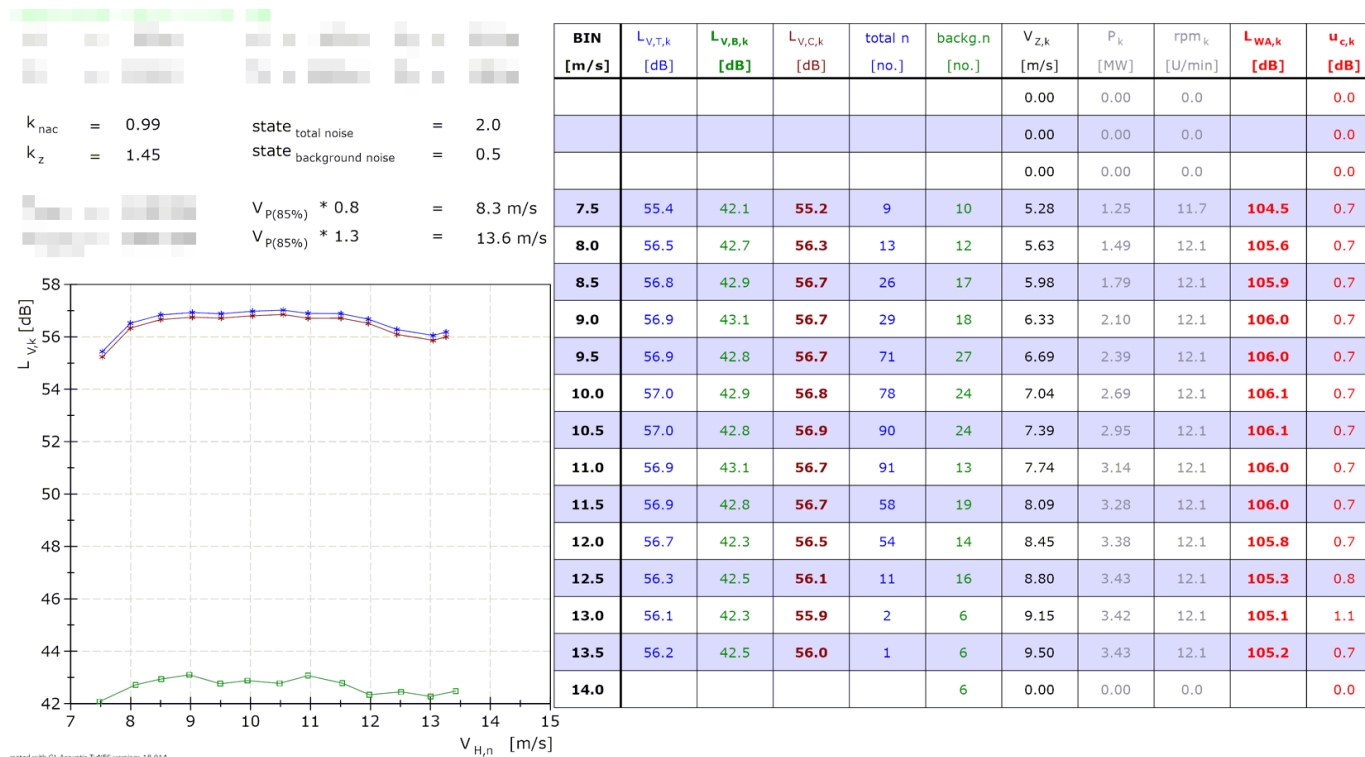 k nac = 0.99 state total noise = 2.0
k z = 1.45 state background noise = 0.5
V P(85%) * 0.8 = 8.3 m/s
V P(85%) * 1.3 = 13.6 m/s
L V,k [dB]
58
56
54
52
50
48
46
44
42
7 8 9 10 11 12 13 14 15
V H,n [m/s]
BIN L V,T,k L V,B,k L V,C,k total n backg.n V Z,k P k rpm k L WA,k u c,k
[m/s] [dB] [dB] [dB] [no.] [no.] [m/s] [MW] [U/min] [dB] [dB]
0.00 0.00 0.0 0.0
0.00 0.00 0.0 0.0
0.00 0.00 0.0 0.0
7.5 55.4 42.1 55.2 9 10 5.28 1.25 11.7 104.5 0.7
8.0 56.5 42.7 56.3 13 12 5.63 1.49 12.1 105.6 0.7
8.5 56.8 42.9 56.7 26 17 5.98 1.79 12.1 105.9 0.7
9.0 56.9 43.1 56.7 29 18 6.33 2.10 12.1 106.0 0.7
9.5 56.9 42.8 56.7 71 27 6.69 2.39 12.1 106.0 0.7
10.0 57.0 42.9 56.8 78 24 7.04 2.69 12.1 106.1 0.7
10.5 57.0 42.8 56.9 90 24 7.39 2.95 12.1 106.1 0.7
11.0 56.9 43.1 56.7 91 13 7.74 3.14 12.1 106.0 0.7
11.5 56.9 42.8 56.7 58 19 8.09 3.28 12.1 106.0 0.7
12.0 56.7 42.3 56.5 54 14 8.45 3.38 12.1 105.8 0.7
12.5 56.3 42.5 56.1 11 16 8.80 3.43 12.1 105.3 0.8
13.0 56.1 42.3 55.9 2 6 9.15 3.42 12.1 105.1 1.1
13.5 56.2 42.5 56.0 1 6 9.50 3.43 12.1 105.2 0.7
14.0 6 0.00 0.00 0.0 0.0